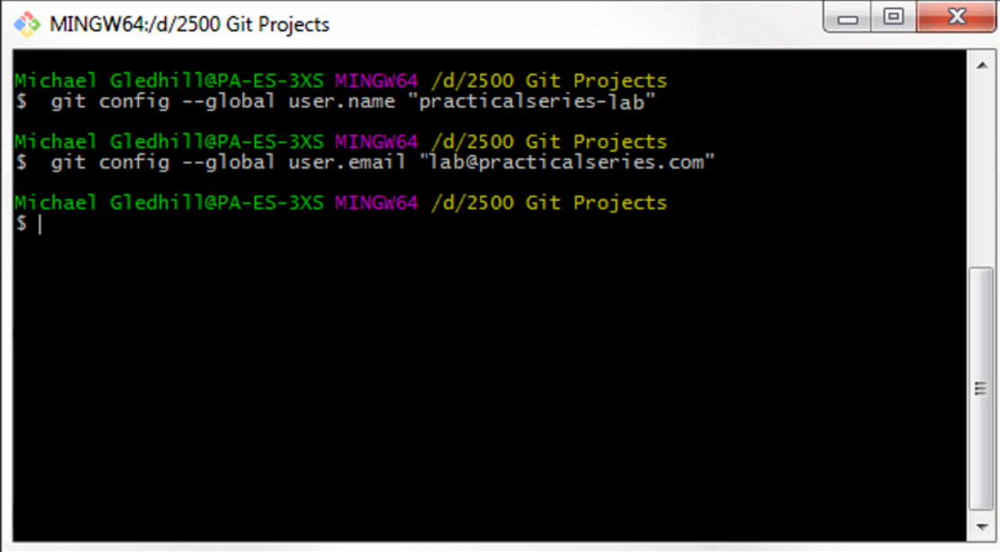 MINGW64:/d/2500 Git Projects
Michael Gledhill@PA-ES-3XS MINGW64 /d/2500 Git Projects
$  git config --global user.name "practicalseries-lab"
Michael Gledhill@PA-ES-3XS MINGW64 /d/2500 Git Projects
$  git config --global user.email "lab@practicalseries.com"
Michael Gledhill@PA-ES-3XS MINGW64 /d/2500 Git Projects
$